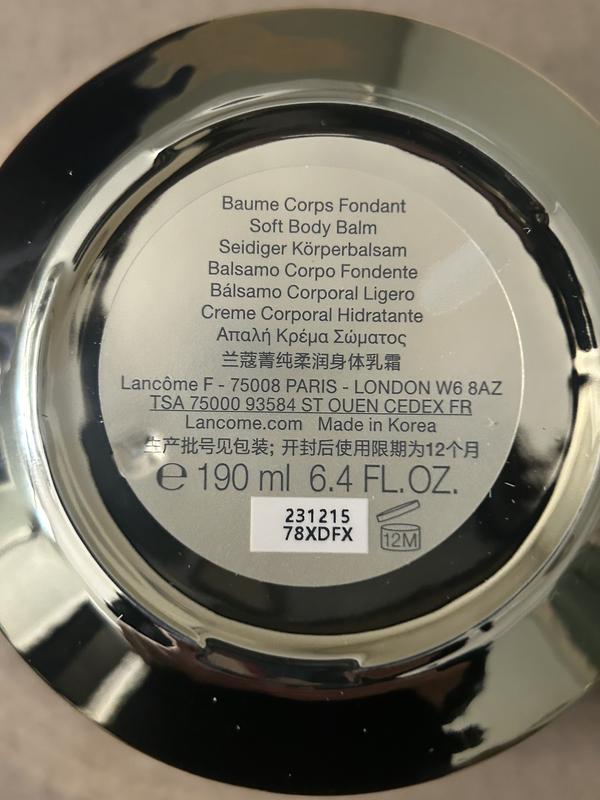 Baume Corps Fondant
Soft Body Balm
Seidiger Körperbalsam
Balsamo Corpo Fondente
Bálsamo Corporal Ligero
Creme Corporal Hidratante
Απαλή Κρέμα Σώματος
兰蔻菁纯柔润身体乳霜
Lancôme F - 75008 PARIS - LONDON W6 8AZ
TSA 75000 93584 ST OUEN CEDEX FR
Lancome.com Made in Korea
生产批号见包装; 开封后使用限期为12个月
℮ 190 ml 6.4 FL.OZ.
231215
78XDFX
12M